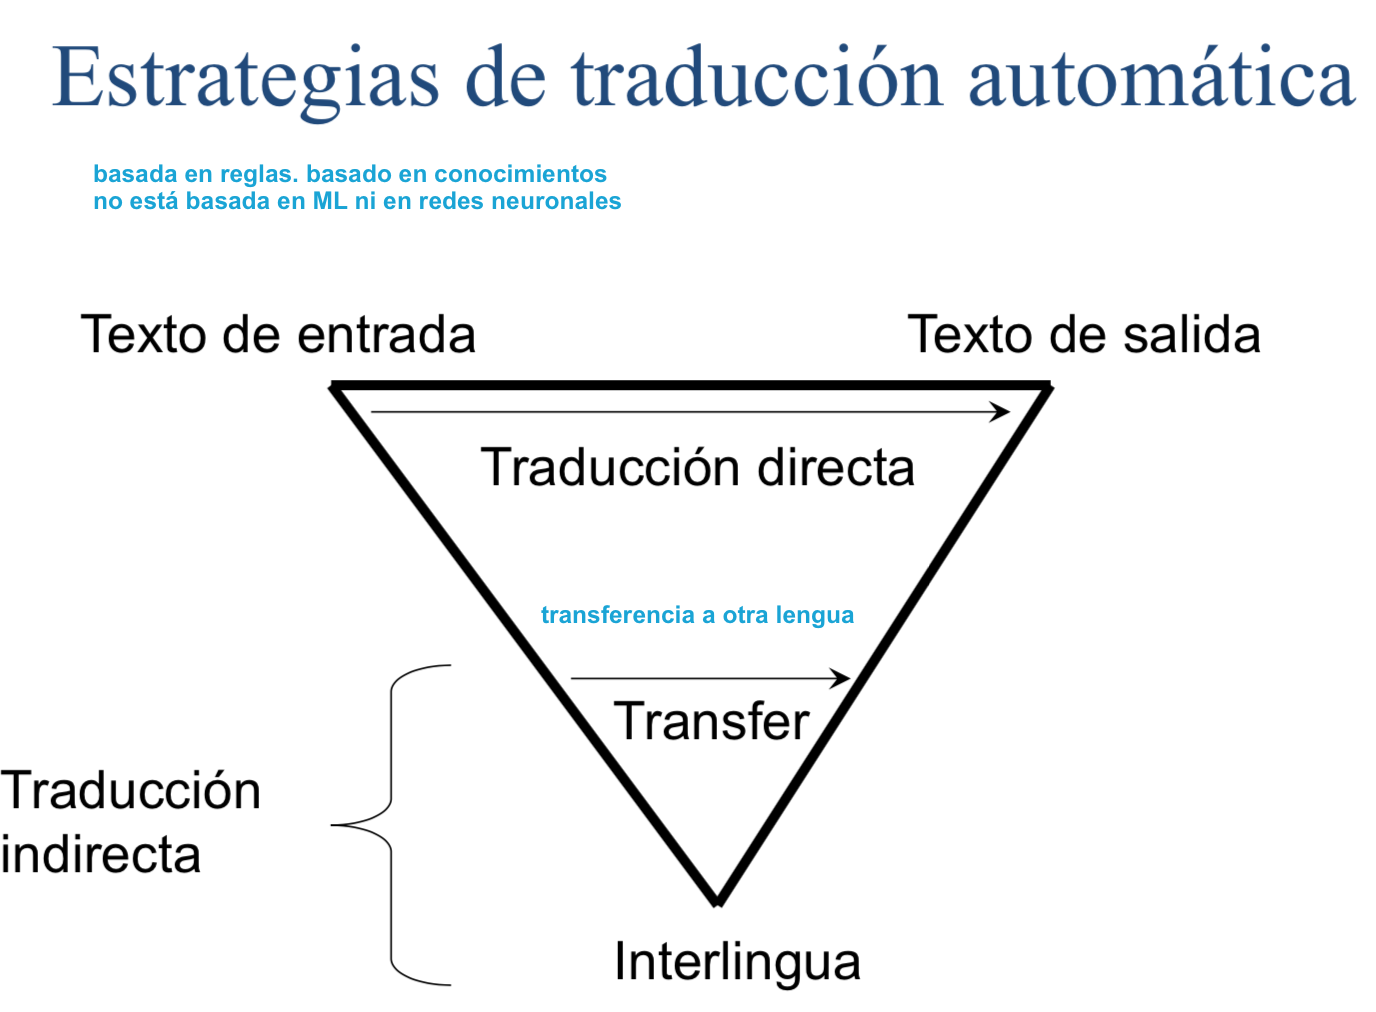 Estrategias de traducción automática
basada en reglas. basado en conocimientos
no está basada en ML ni en redes neuronales
Texto de entrada
Texto de salida
Traducción directa
transferencia a otra lengua
Transfer
Traducción
indirecta
Interlingua